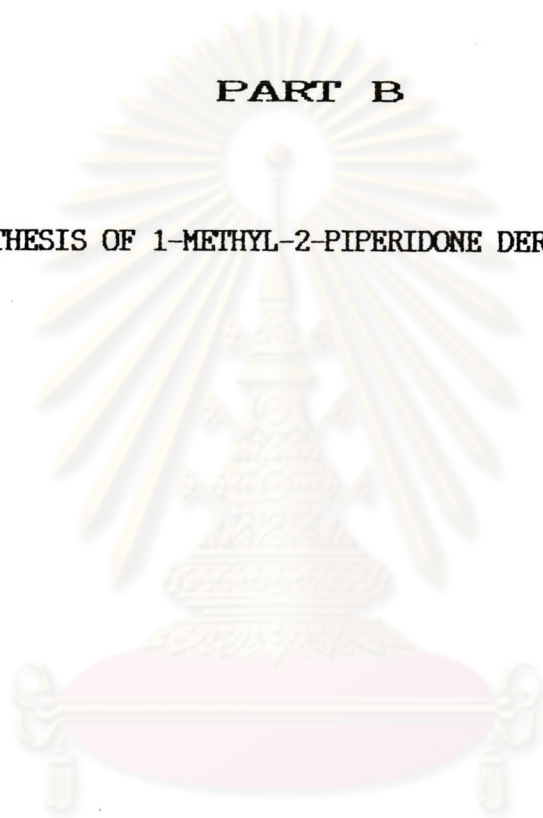 PART B
THESIS OF 1-METHYL-2-PIPERIDONE DER